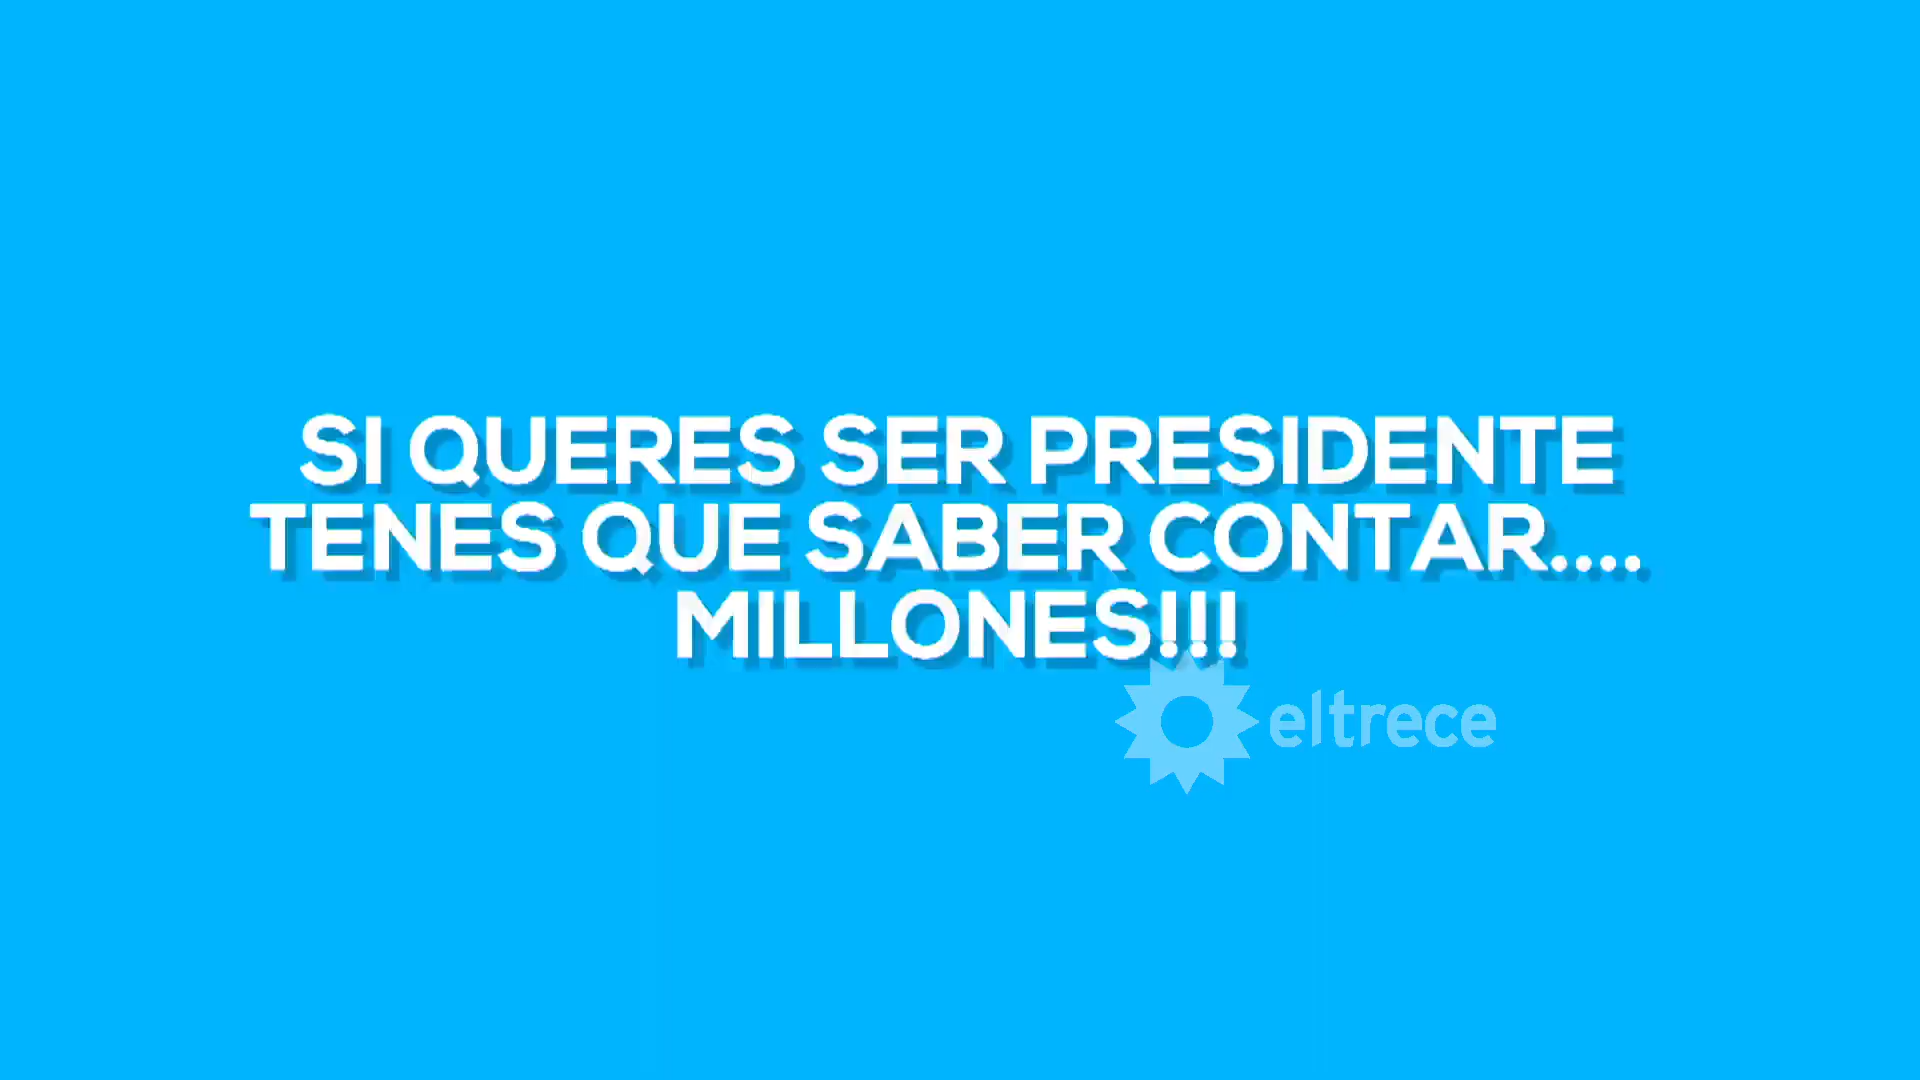 SI QUERES SER PRESIDENTE
TENES QUE SABER CONTAR....
MILLONES!!!
eltrece